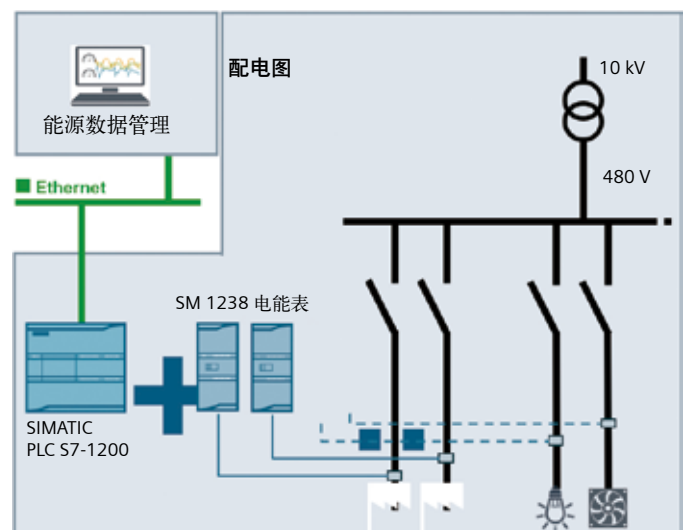 配电图
能源数据管理
10 kV
480 V
Ethernet
SM 1238 电能表
SIMATIC
PLC S7-1200